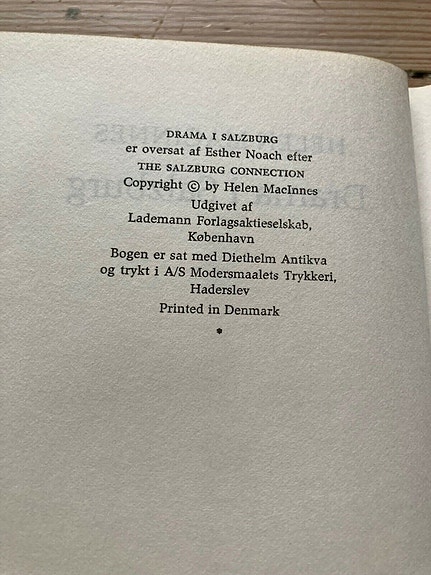 DRAMA I SALZBURG
er oversat af Esther Noach efter
THE SALZBURG CONNECTION
Copyright © by Helen MacInnes
Udgivet af
Lademann Forlagsaktieselskab,
København
Bogen er sat med Diethelm Antikva
og trykt i A/S Modersmaalets Trykkeri,
Haderslev
Printed in Denmark
*